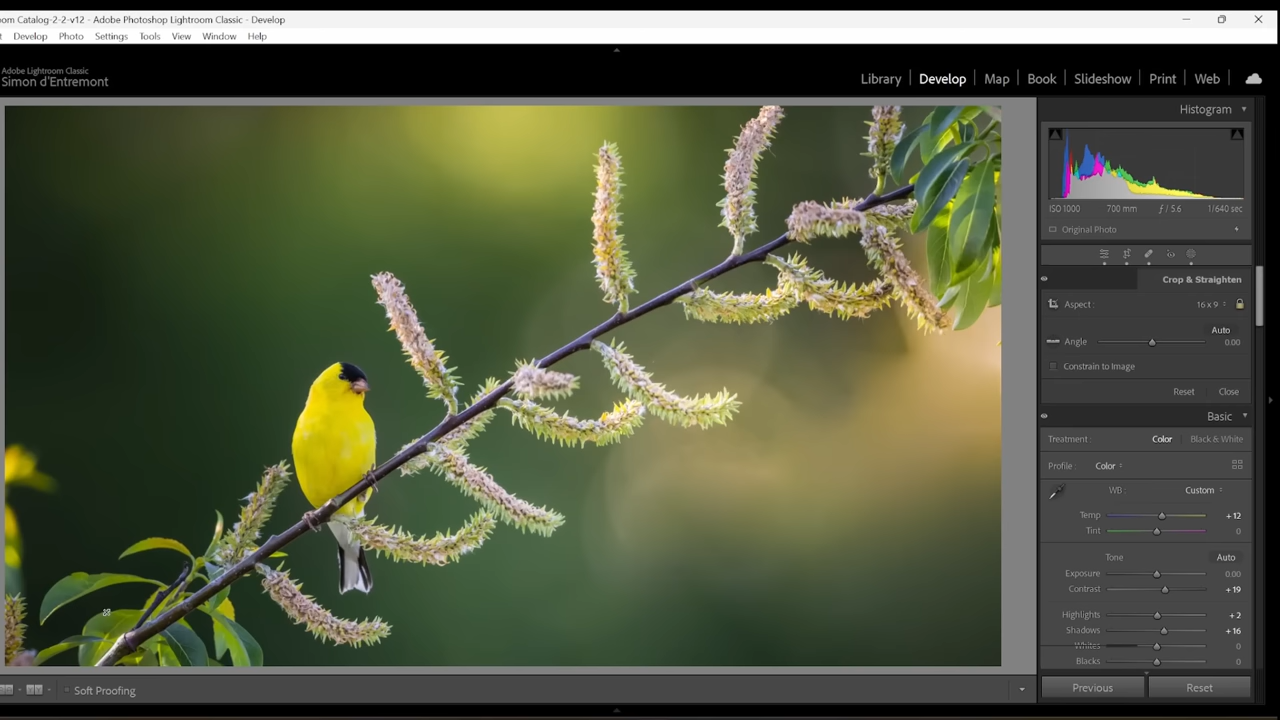 oom Catalog-2-2-v12 - Adobe Photoshop Lightroom Classic - Develop
t Develop Photo Settings Tools View Window Help
Adobe Lightroom Classic
Simon d'Entremont
Library | Develop | Map | Book | Slideshow | Print | Web |
Histogram
ISO 1000 700 mm ƒ / 5.6 1/640 sec
Original Photo
Crop & Straighten
Aspect : 16 x 9
Auto
Angle 0.00
Constrain to Image
Reset Close
Basic
Treatment : Color Black & White
Profile : Color
WB : Custom
Temp +12
Tint 0
Tone Auto
Exposure 0.00
Contrast +19
Highlights +2
Shadows +16
Whites 0
Blacks 0
Soft Proofing
Previous Reset